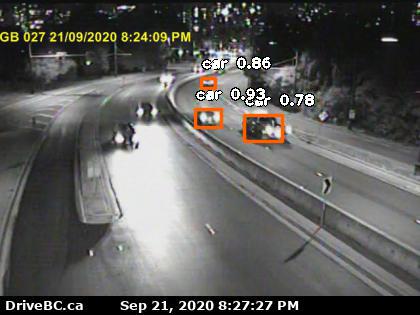 GB 027 21/09/2020 8:24:09 PM
car 0.86
car 0.93
car 0.78
DriveBC.ca
Sep 21, 2020 8:27:27 PM